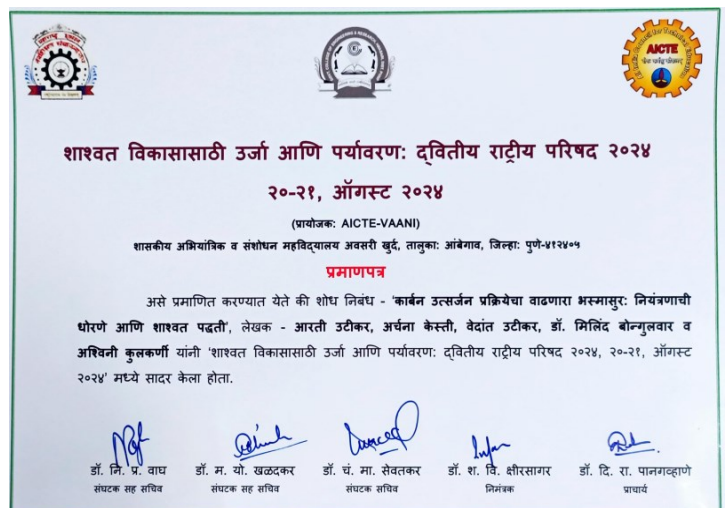 AICTE
शाश्वत विकासासाठी उर्जा आणि पर्यावरण: द्वितीय राट्रीय परिषद २०२४
२०-२१, ऑगस्ट २०२४
(प्रायोजक: AICTE-VAANI)
शासकीय अभियांत्रिक व संशोधन महविद्यालय अवसरी खुर्द, तालुका: आंबेगाव, जिल्हा: पुणे-४१२४०५
प्रमाणपत्र
असे प्रमाणित करण्यात येते की शोध निबंध - 'कार्बन उत्सर्जन प्रक्रियेचा वाढणारा भस्मासुर: नियंत्रणाची
धोरणे आणि शाश्वत पद्धती', लेखक - आरती उटीकर, अर्चना केस्ती, वेदांत उटीकर, डॉ. मिलिंद बोन्गुलवार व
अश्विनी कुलकर्णी यांनी 'शाश्वत विकासासाठी उर्जा आणि पर्यावरण: द्वितीय राट्रीय परिषद २०२४, २०-२१, ऑगस्ट
२०२४' मध्ये सादर केला होता.
डॉ. नि. प्र. वाघ डॉ. म. यो. खळदकर डॉ. चं. मा. सेवतकर डॉ. श. वि. क्षीरसागर डॉ. दि. रा. पानगव्हाणे
संघटक सह सचिव संघटक सह सचिव संघटक सचिव निमंत्रक प्राचार्य